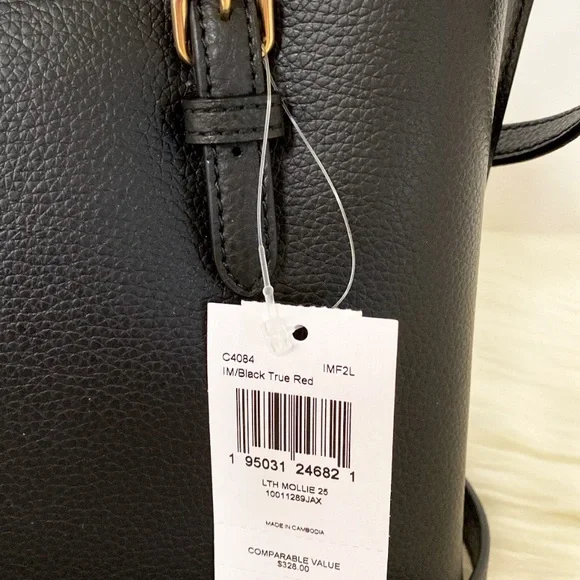 C4084 IMF2L
IM/Black True Red
1 95031 24682 1
LTH MOLLIE 25
10011289JAX
MADE IN CAMBODIA
COMPARABLE VALUE
$328.00